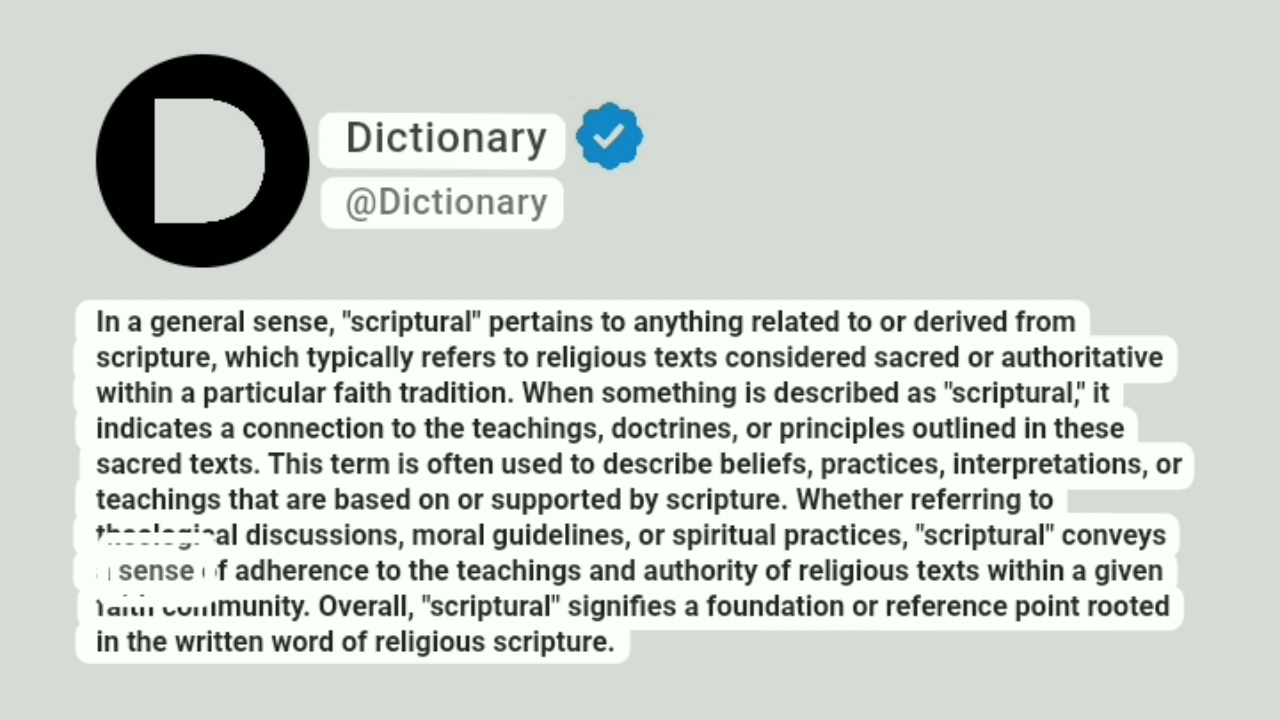 D
Dictionary
@Dictionary
In a general sense, "scriptural" pertains to anything related to or derived from
scripture, which typically refers to religious texts considered sacred or authoritative
within a particular faith tradition. When something is described as "scriptural," it
indicates a connection to the teachings, doctrines, or principles outlined in these
sacred texts. This term is often used to describe beliefs, practices, interpretations, or
teachings that are based on or supported by scripture. Whether referring to
theological discussions, moral guidelines, or spiritual practices, "scriptural" conveys
a sense of adherence to the teachings and authority of religious texts within a given
faith community. Overall, "scriptural" signifies a foundation or reference point rooted
in the written word of religious scripture.